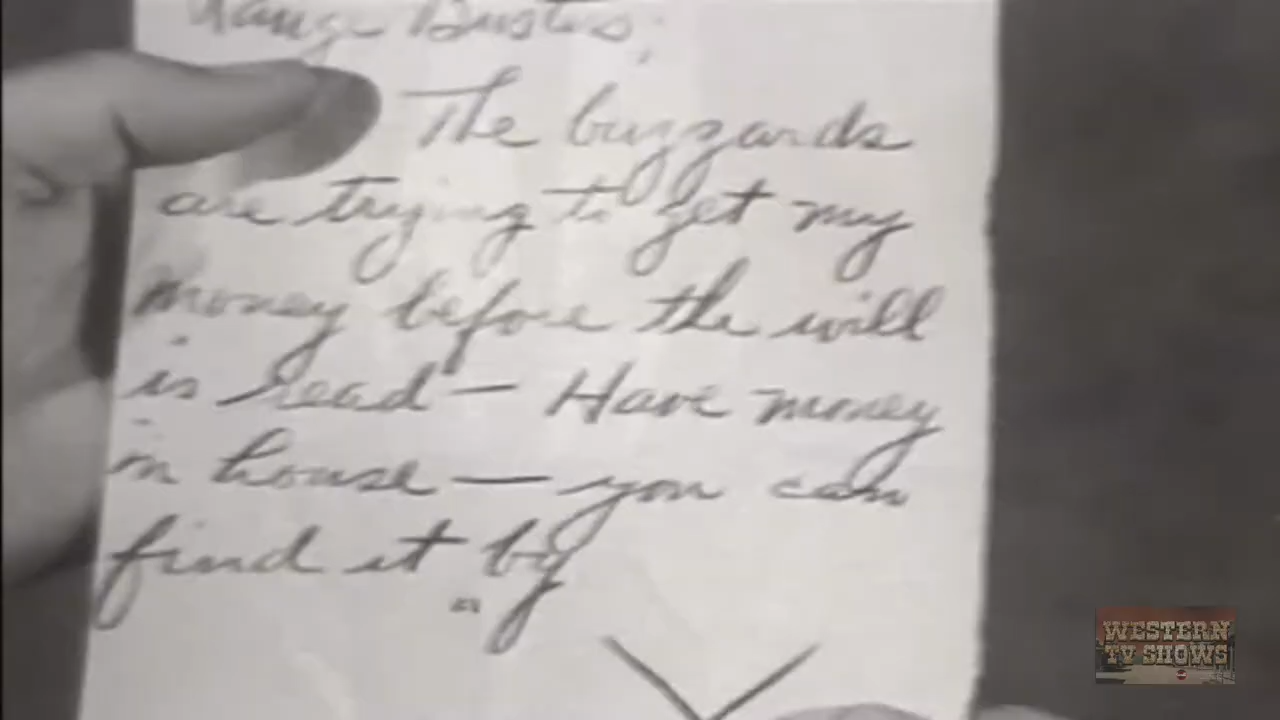 Range Busters;
The buzzards
are trying to get my
money before the will
is read — Have money
in house — you can
find it by
WESTERN
TV SHOWS